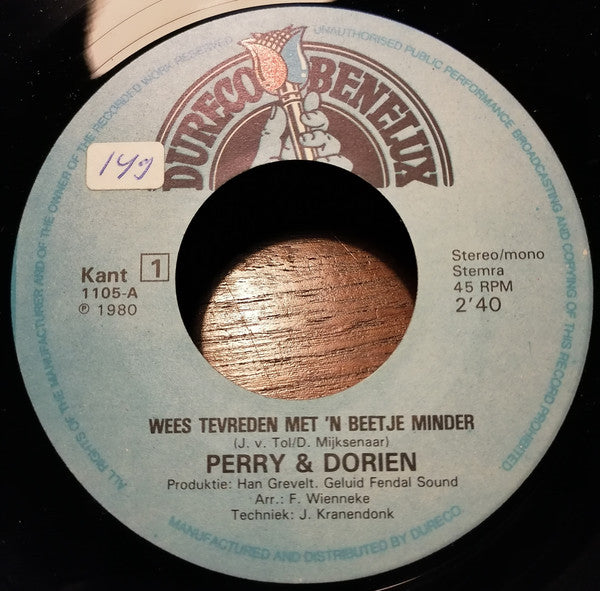 ALL RIGHTS OF THE MANUFACTURER AND OF THE OWNER OF THE RECORDED WORK RESERVED
UNAUTHORISED PUBLIC PERFORMANCE BROADCASTING AND COPYING OF THIS RECORD PROHIBITED
DURECO BENELUX
149
Kant 1
1105-A
℗ 1980
Stereo/mono
Stemra
45 RPM
2'40
WEES TEVREDEN MET 'N BEETJE MINDER
(J. v. Tol/D. Mijksenaar)
PERRY & DORIEN
Produktie: Han Grevelt. Geluid Fendal Sound
Arr.: F. Wienneke
Techniek: J. Kranendonk
MANUFACTURED AND DISTRIBUTED BY DURECO.